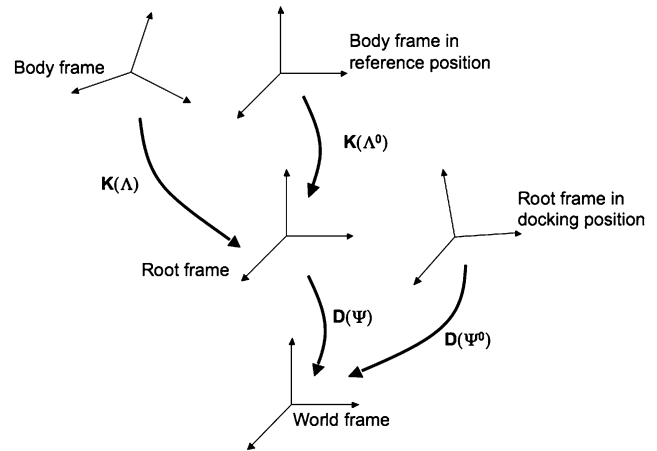 Body frame
Body frame in
reference position
K(Λ)
K(Λ⁰)
Root frame
Root frame in
docking position
D(Ψ)
D(Ψ⁰)
World frame